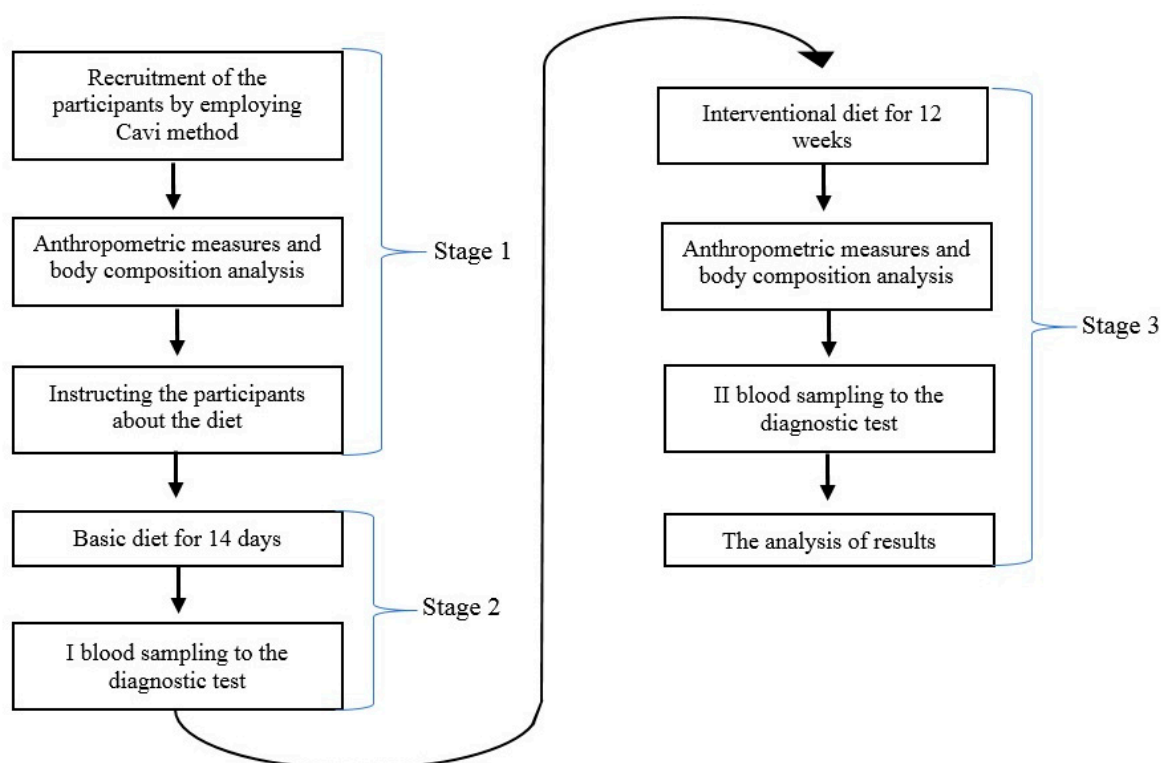 Recruitment of the
participants by employing
Cavi method
Anthropometric measures and
body composition analysis
Instructing the participants
about the diet
Stage 1
Basic diet for 14 days
I blood sampling to the
diagnostic test
Stage 2
Interventional diet for 12
weeks
Anthropometric measures and
body composition analysis
II blood sampling to the
diagnostic test
The analysis of results
Stage 3